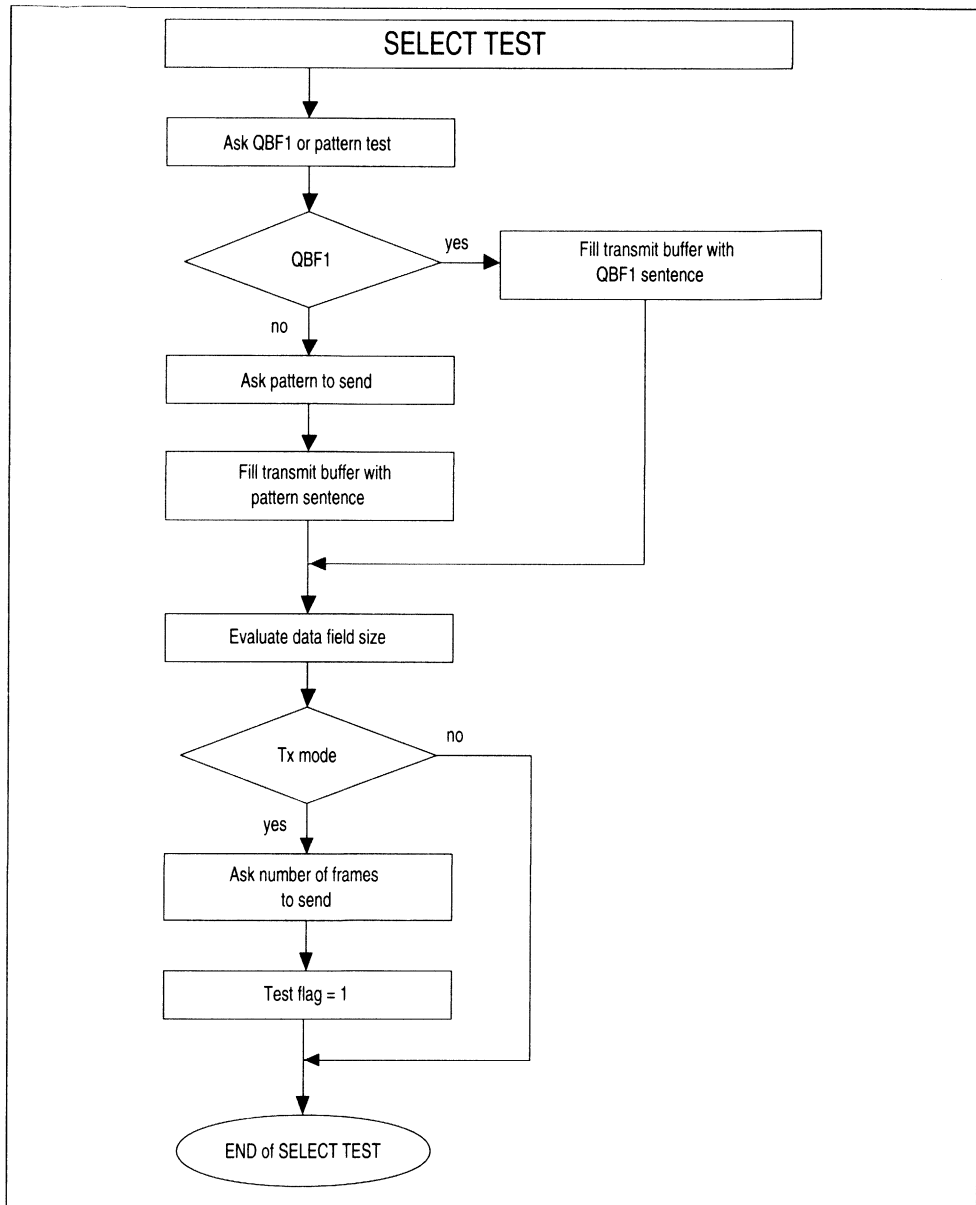 SELECT TEST
Ask QBF1 or pattern test
QBF1
yes
Fill transmit buffer with
QBF1 sentence
no
Ask pattern to send
Fill transmit buffer with
pattern sentence
Evaluate data field size
Tx mode
no
yes
Ask number of frames
to send
Test flag = 1
END of SELECT TEST